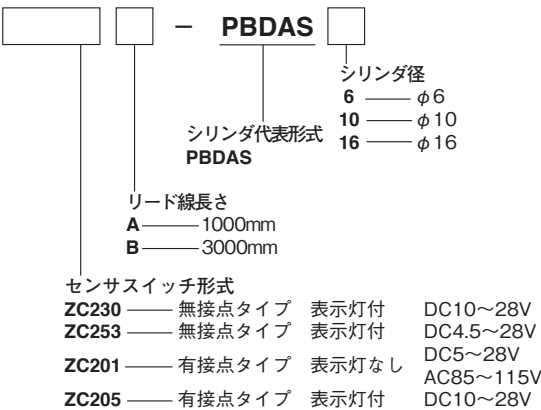 − PBDAS
シリンダ径
6 ── φ6
10 ── φ10
16 ── φ16
シリンダ代表形式
PBDAS
リード線長さ
A ── 1000mm
B ── 3000mm
センサスイッチ形式
ZC230 ── 無接点タイプ 表示灯付 DC10〜28V
ZC253 ── 無接点タイプ 表示灯付 DC4.5〜28V
ZC201 ── 有接点タイプ 表示灯なし DC5〜28V
AC85〜115V
ZC205 ── 有接点タイプ 表示灯付 DC10〜28V